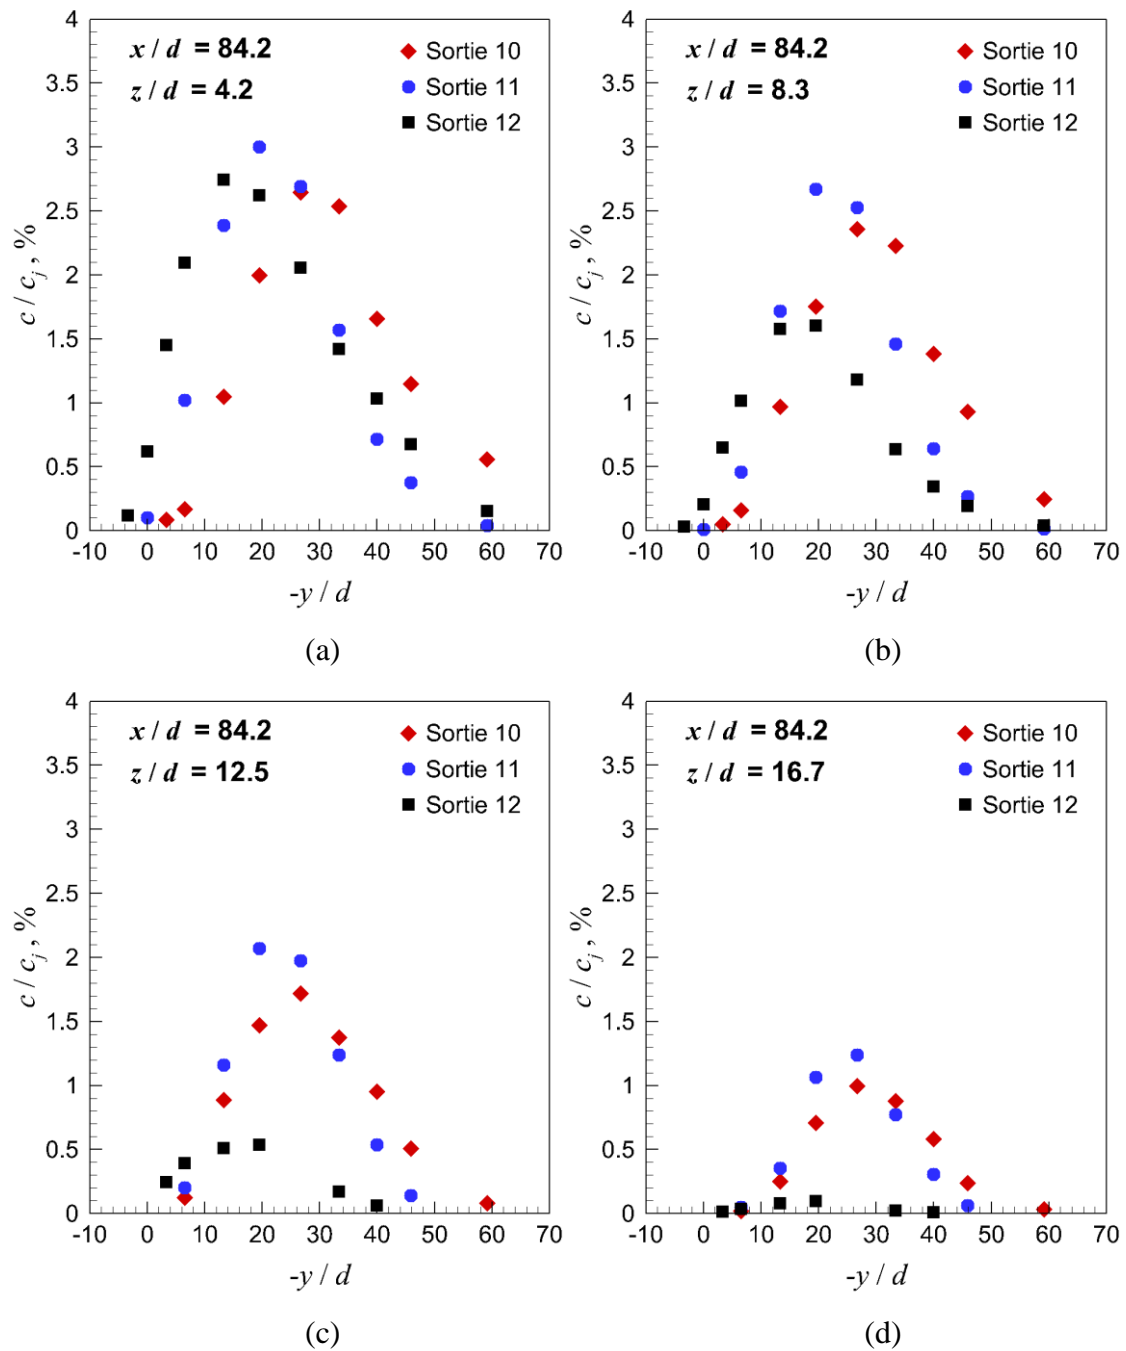 4
3.5
3
2.5
2
1.5
1
0.5
0
c / c_j , %
x / d = 84.2
z / d = 4.2
Sortie 10
Sortie 11
Sortie 12
-10 0 10 20 30 40 50 60 70
-y / d
(a)
4
3.5
3
2.5
2
1.5
1
0.5
0
c / c_j , %
x / d = 84.2
z / d = 8.3
Sortie 10
Sortie 11
Sortie 12
-10 0 10 20 30 40 50 60 70
-y / d
(b)
4
3.5
3
2.5
2
1.5
1
0.5
0
c / c_j , %
x / d = 84.2
z / d = 12.5
Sortie 10
Sortie 11
Sortie 12
-10 0 10 20 30 40 50 60 70
-y / d
(c)
4
3.5
3
2.5
2
1.5
1
0.5
0
c / c_j , %
x / d = 84.2
z / d = 16.7
Sortie 10
Sortie 11
Sortie 12
-10 0 10 20 30 40 50 60 70
-y / d
(d)